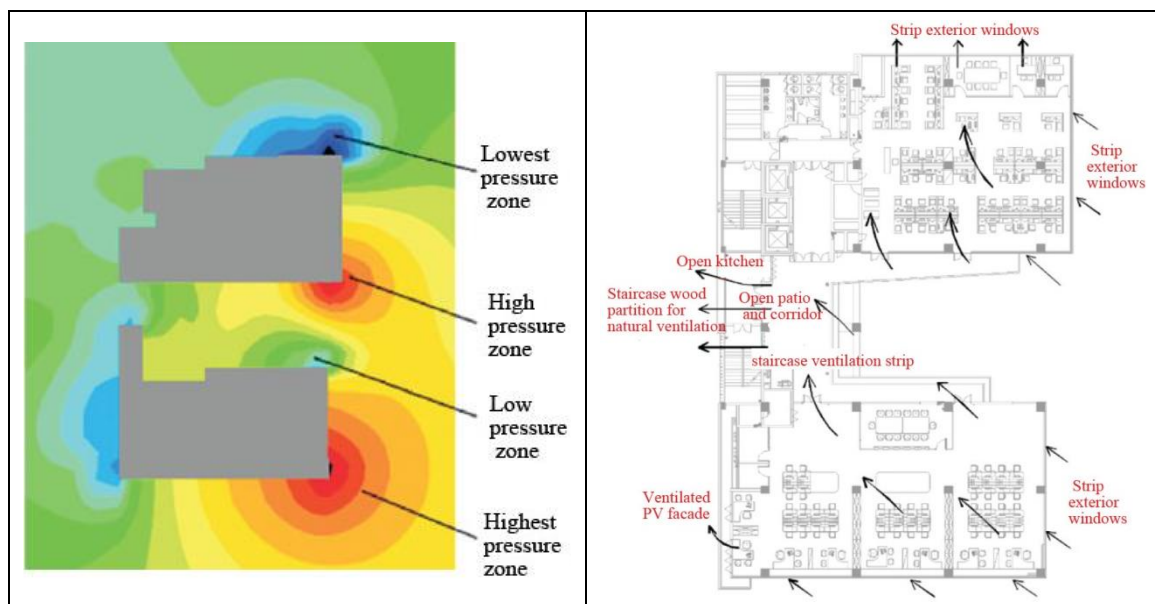 Lowest
pressure
zone
High
pressure
zone
Low
pressure
zone
Highest
pressure
zone
Strip exterior windows
Strip
exterior
windows
Open kitchen
Staircase wood
partition for
natural ventilation
Open patio
and corridor
staircase ventilation strip
Ventilated
PV facade
Strip
exterior
windows